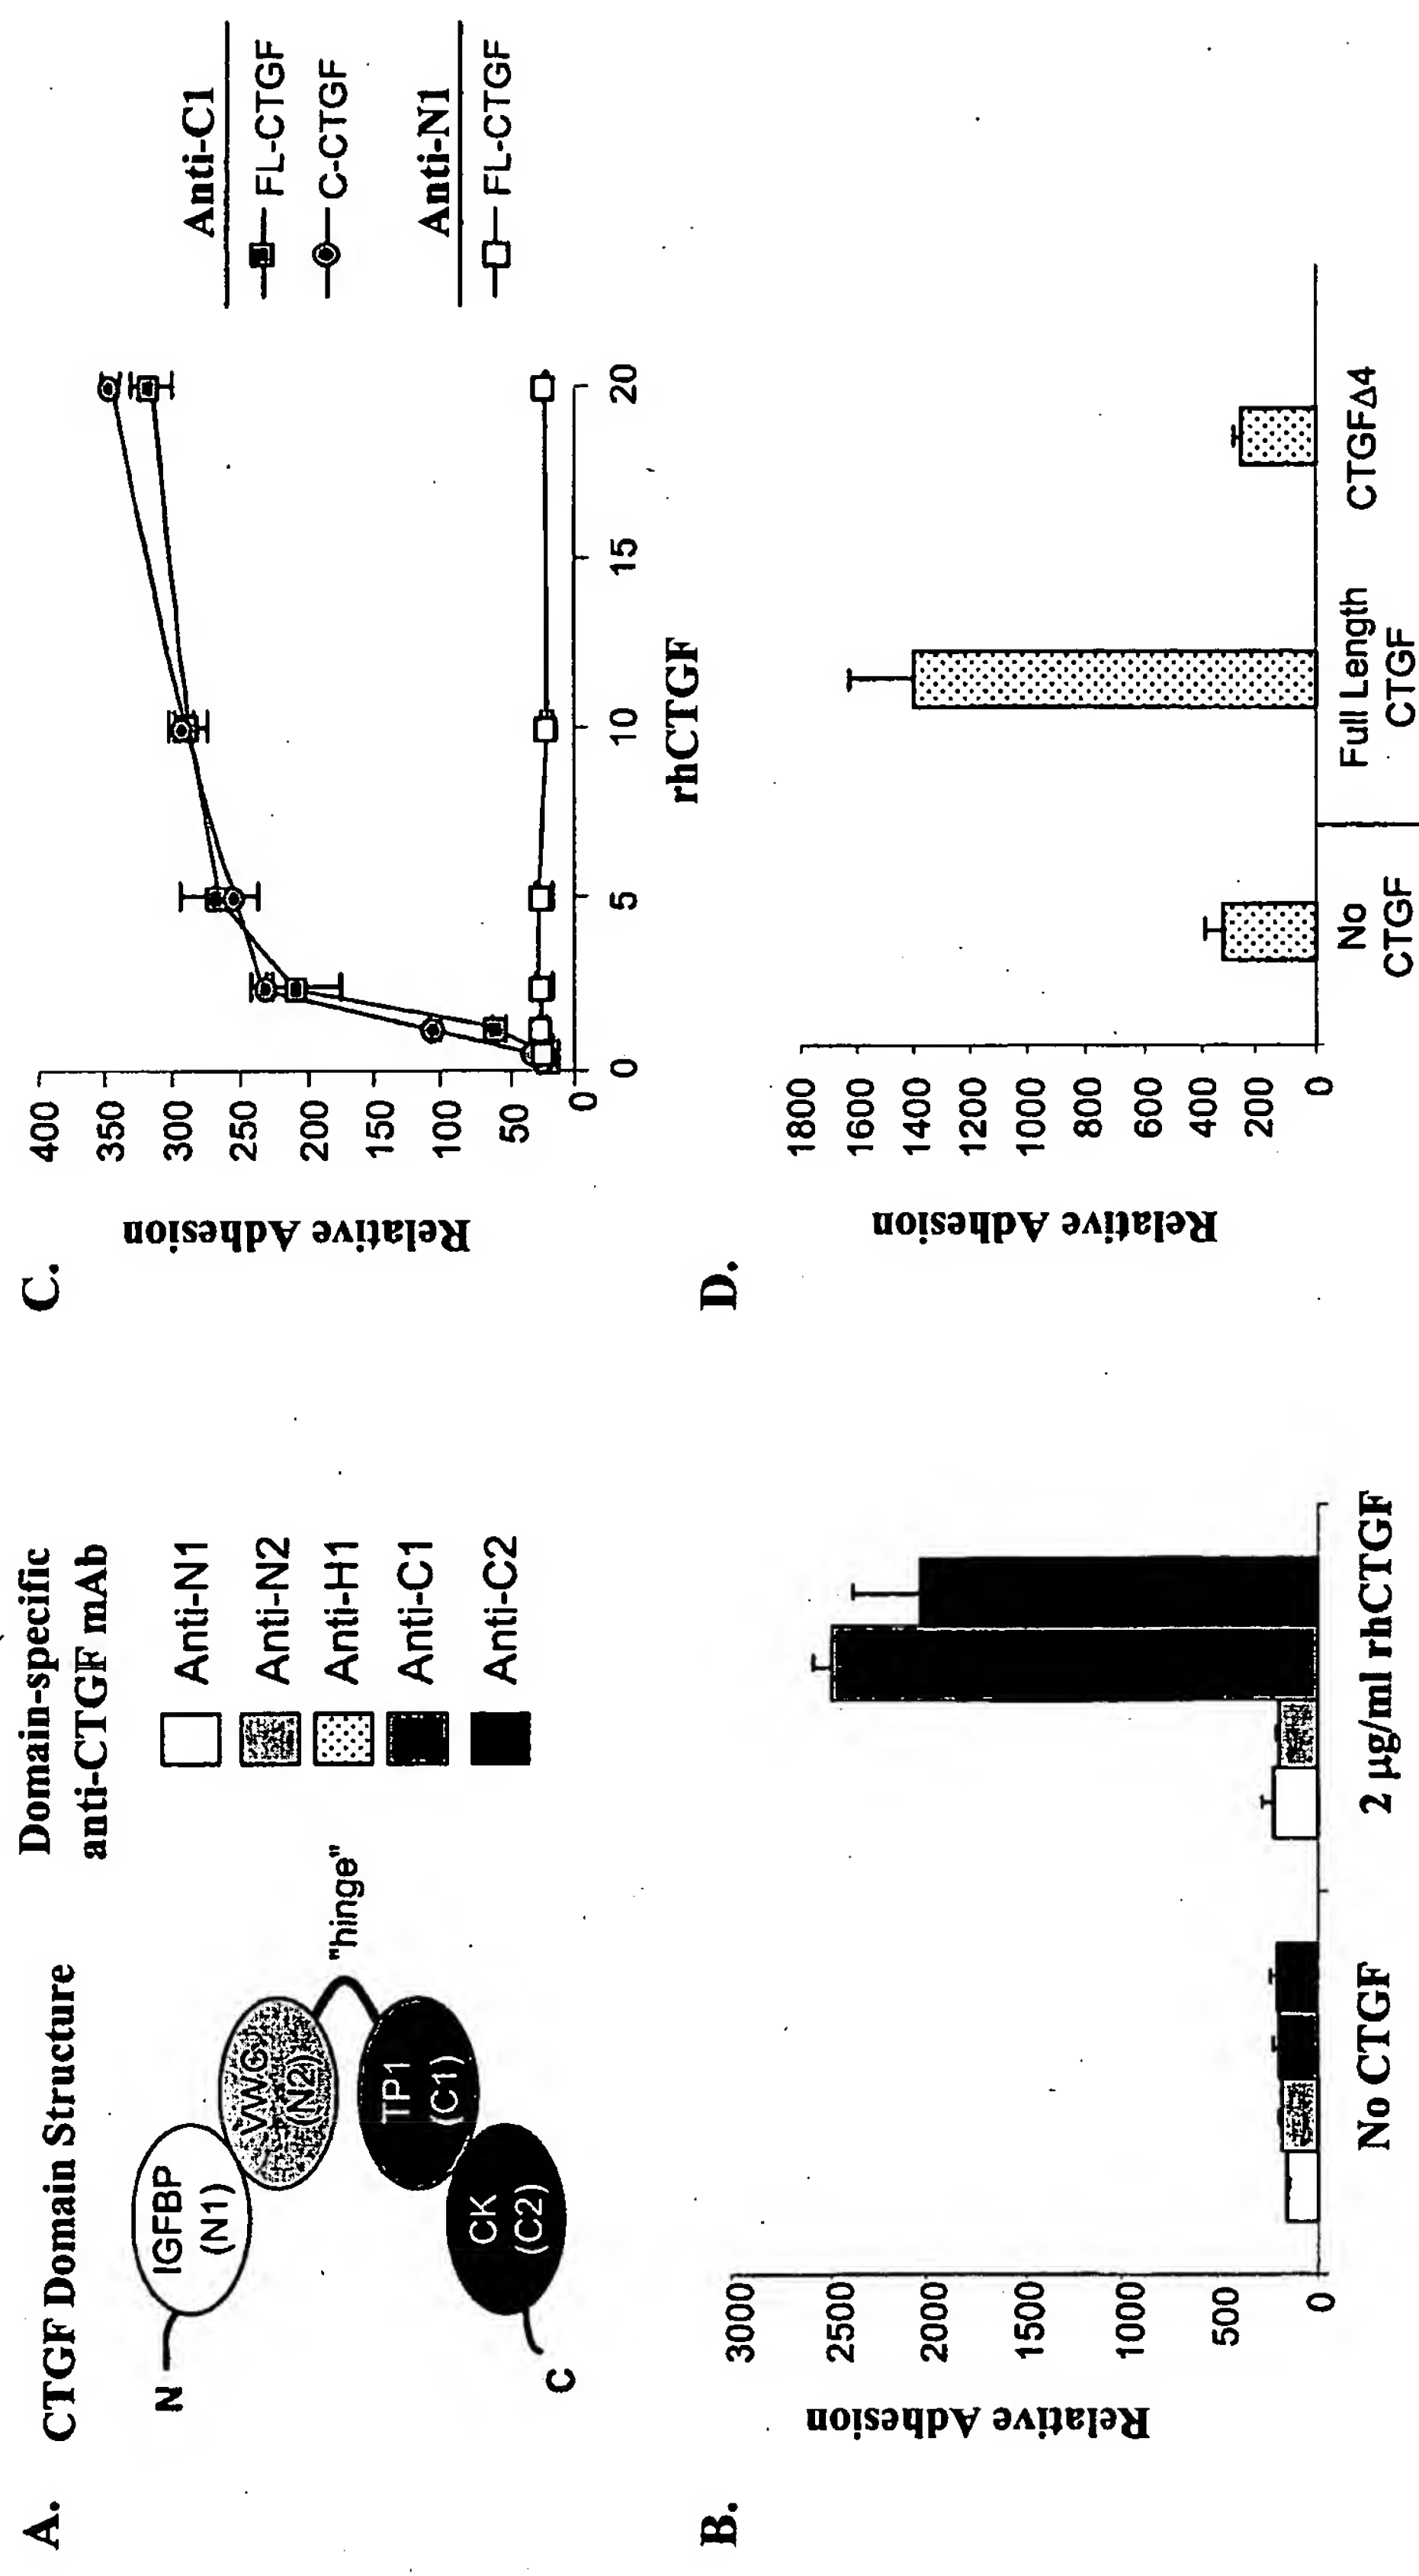 A. CTGF Domain Structure
Domain-specific
anti-CTGF mAb
N
IGFBP
(N1)
VWC
(N2)
"hinge"
TP1
(C1)
CK
(C2)
C
Anti-N1
Anti-N2
Anti-H1
Anti-C1
Anti-C2
B.
Relative Adhesion
3000
2500
2000
1500
1000
500
0
No CTGF
2 µg/ml rhCTGF
C.
Relative Adhesion
400
350
300
250
200
150
100
50
0
0
5
10
15
20
rhCTGF
Anti-C1
FL-CTGF
C-CTGF
Anti-N1
FL-CTGF
D.
Relative Adhesion
1800
1600
1400
1200
1000
800
600
400
200
0
No
CTGF
Full Length
CTGF
CTGFΔ4